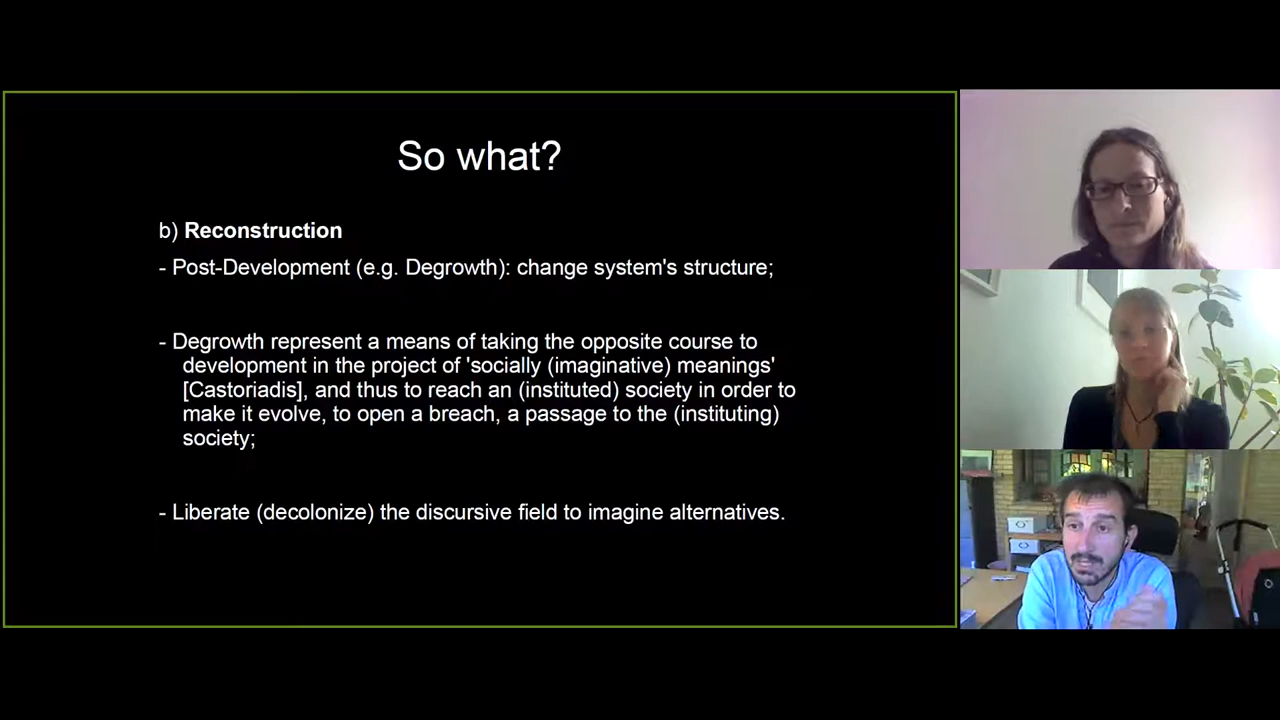 So what?
b) Reconstruction
- Post-Development (e.g. Degrowth): change system's structure;
- Degrowth represent a means of taking the opposite course to
development in the project of 'socially (imaginative) meanings'
[Castoriadis], and thus to reach an (instituted) society in order to
make it evolve, to open a breach, a passage to the (instituting)
society;
- Liberate (decolonize) the discursive field to imagine alternatives.